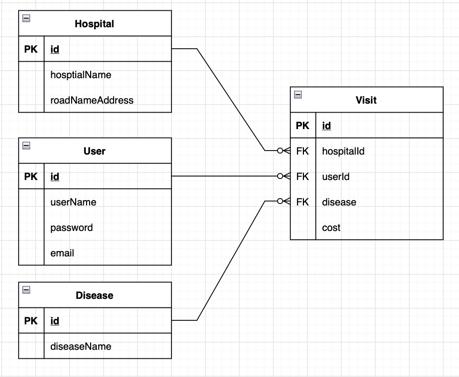 Hospital
PK id
hosptialName
roadNameAddress
User
PK id
userName
password
email
Disease
PK id
diseaseName
Visit
PK id
FK hospitalId
FK userId
FK disease
cost